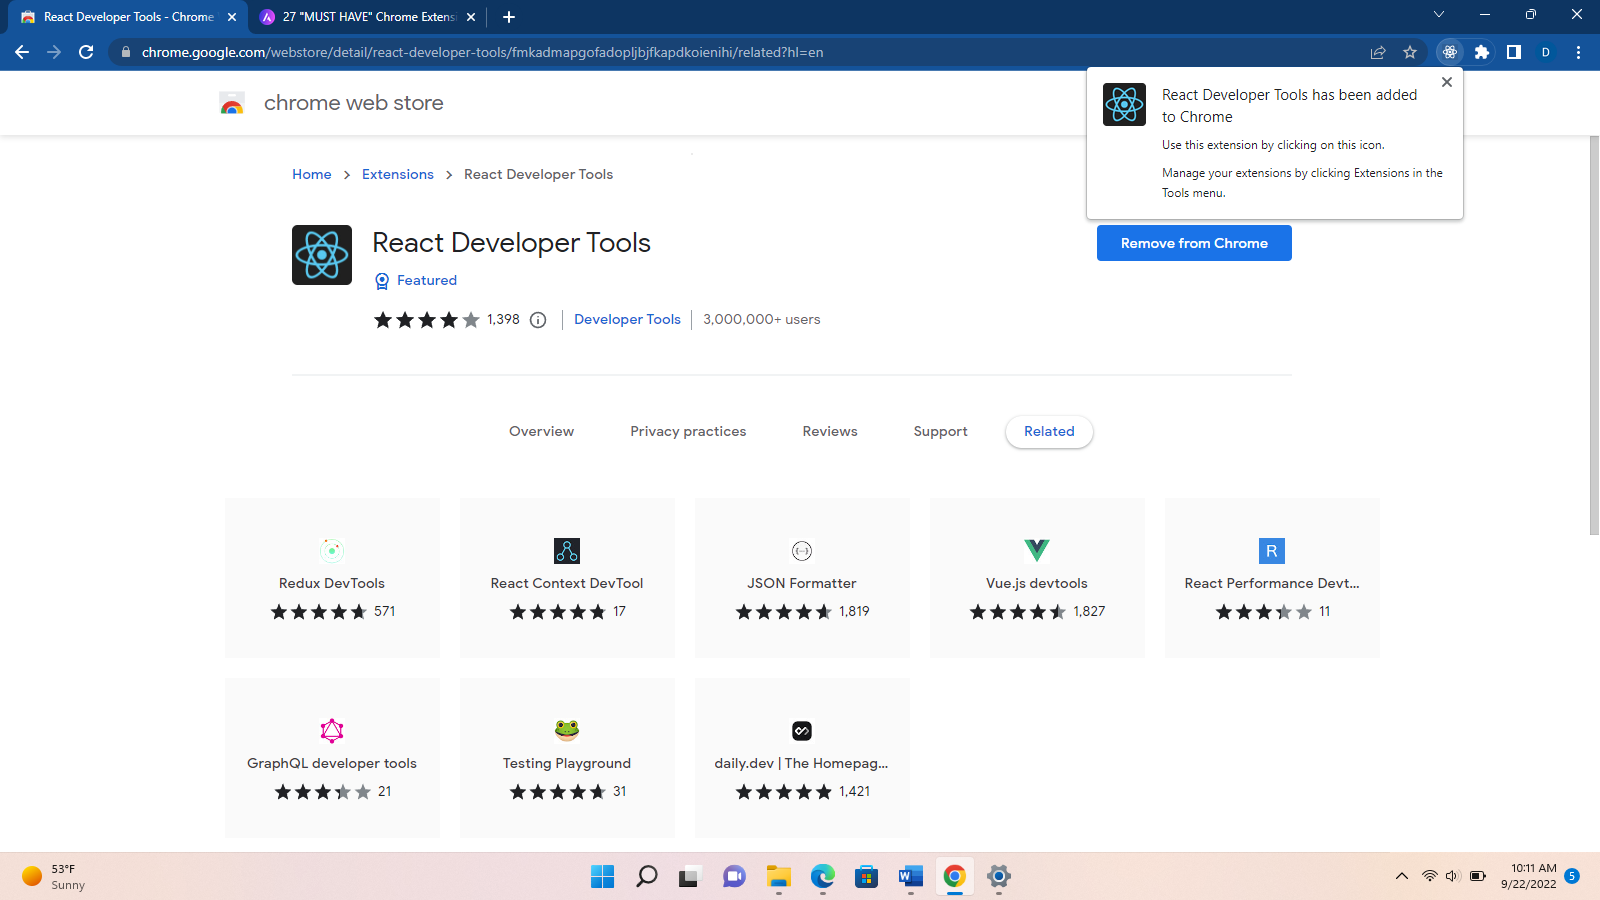 React Developer Tools - Chrome
27 "MUST HAVE" Chrome Extensi
chrome.google.com/webstore/detail/react-developer-tools/fmkadmapgofadopljbjfkapdkoienihi/related?hl=en
D
chrome web store
React Developer Tools has been added
to Chrome
Use this extension by clicking on this icon.
Manage your extensions by clicking Extensions in the
Tools menu.
Home > Extensions > React Developer Tools
React Developer Tools
Remove from Chrome
Featured
1,398 Developer Tools 3,000,000+ users
Overview Privacy practices Reviews Support Related
Redux DevTools
571
React Context DevTool
17
JSON Formatter
1,819
Vue.js devtools
1,827
R
React Performance Devt...
11
GraphQL developer tools
21
Testing Playground
31
daily.dev | The Homepag...
1,421
53°F
Sunny
W
10:11 AM
9/22/2022
5